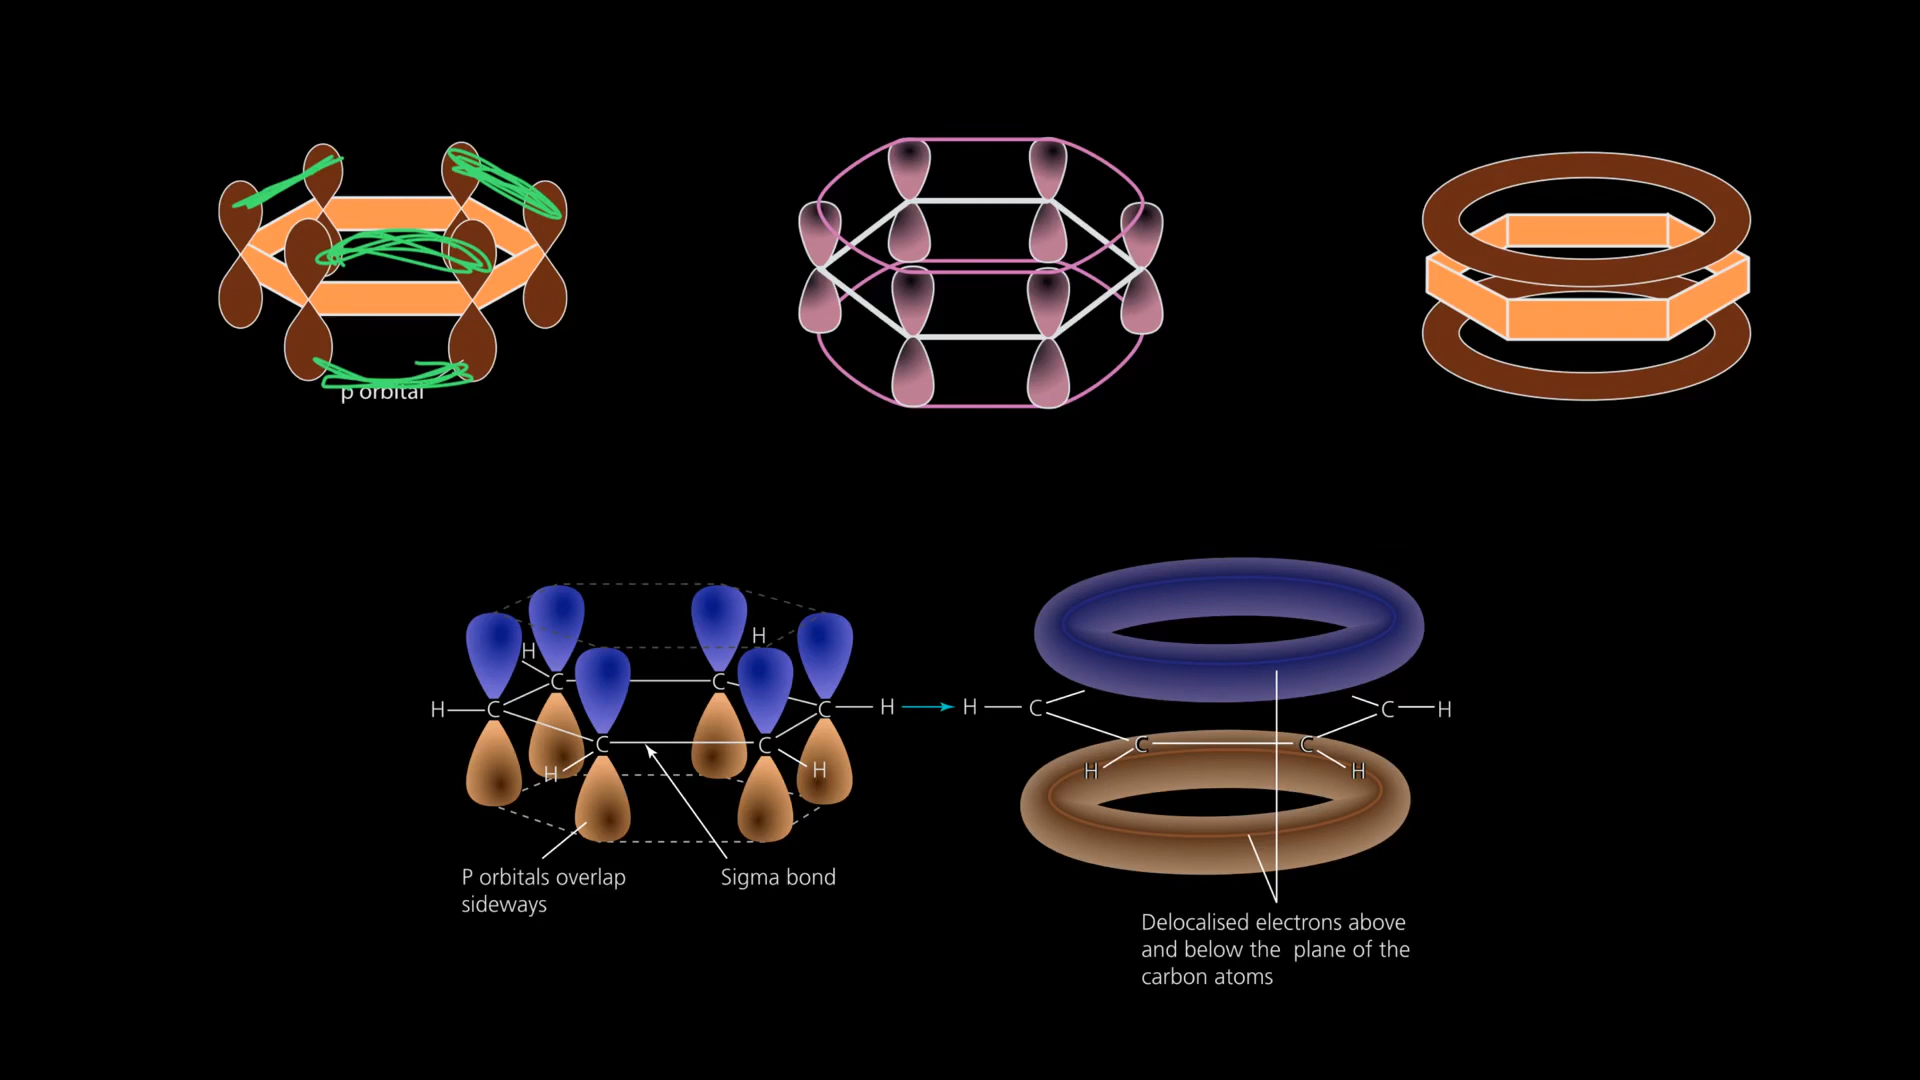 p orbital
H
H
H C C
C C H H C C H
C C C C
H H H H
P orbitals overlap
sideways
Sigma bond
Delocalised electrons above
and below the plane of the
carbon atoms